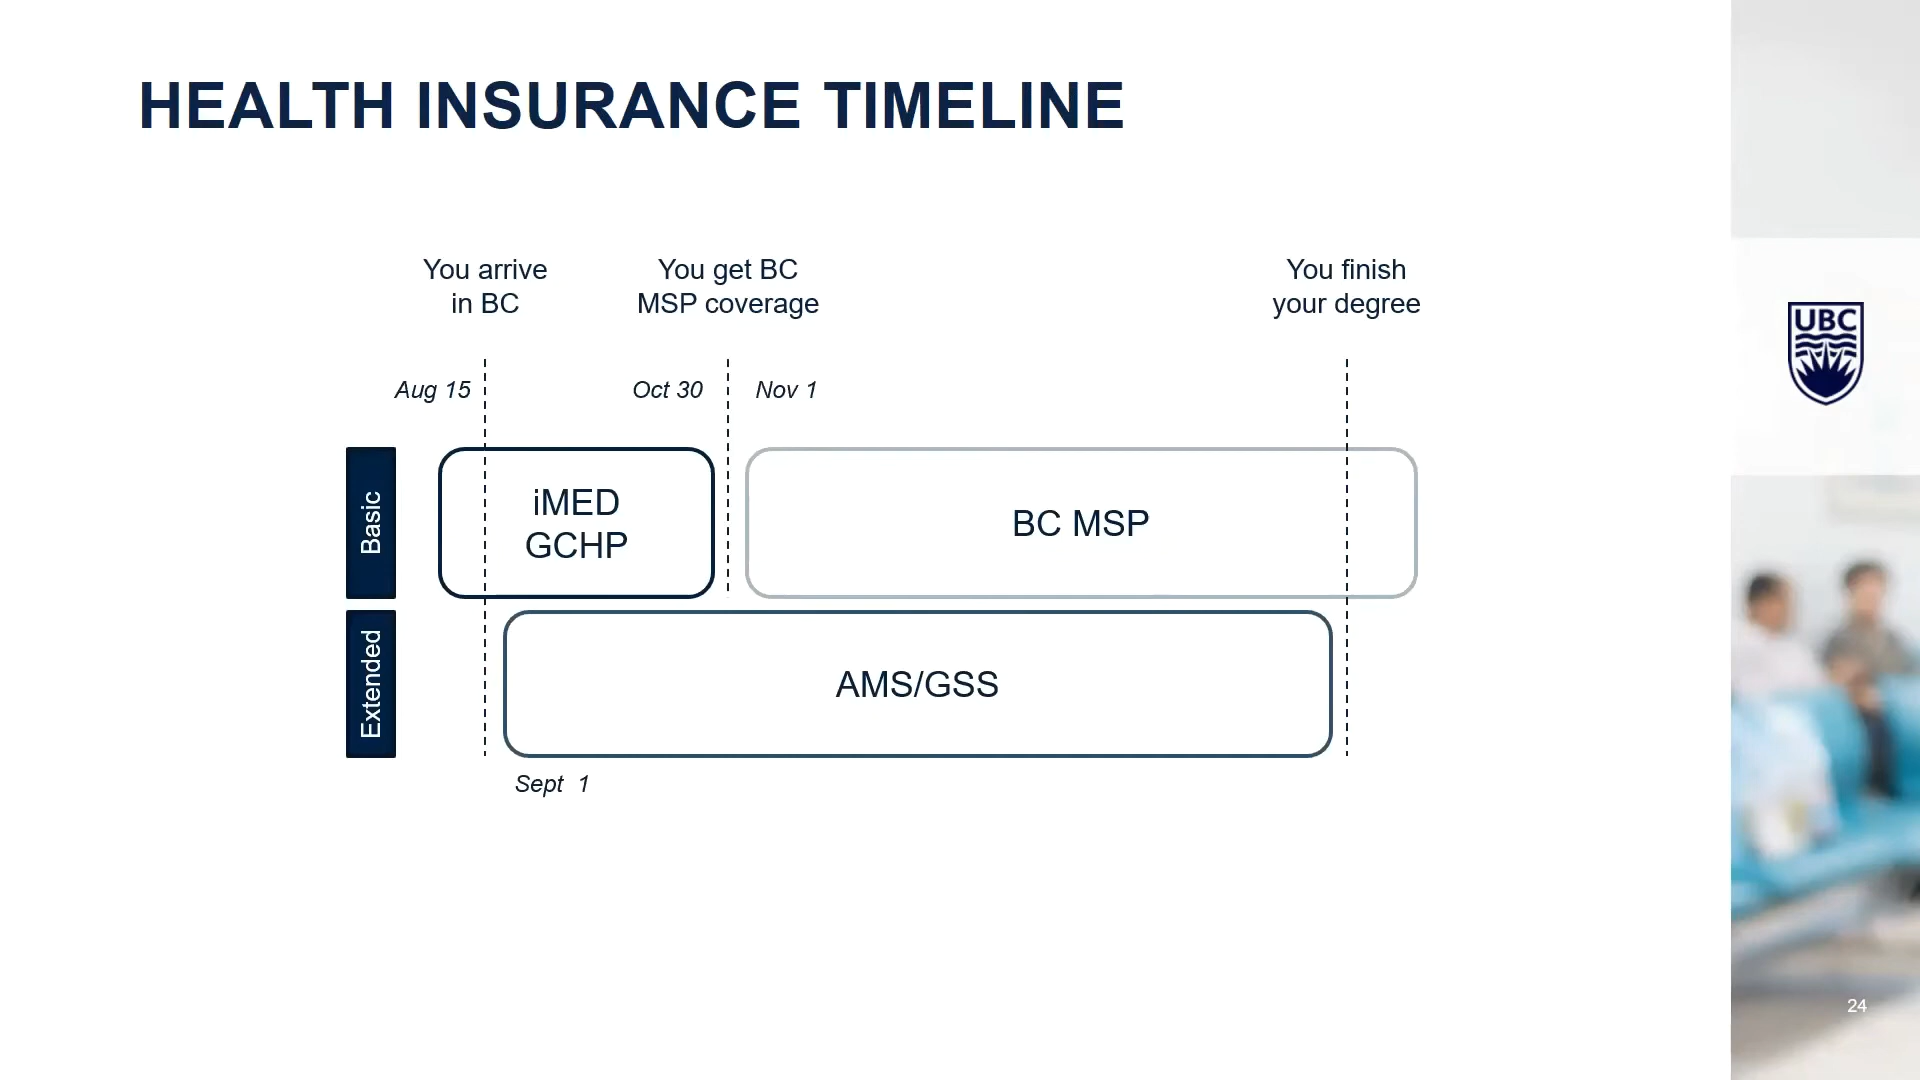 HEALTH INSURANCE TIMELINE
You arrive
in BC
You get BC
MSP coverage
You finish
your degree
UBC
Aug 15
Oct 30
Nov 1
Basic
iMED
GCHP
BC MSP
Extended
AMS/GSS
Sept 1
24